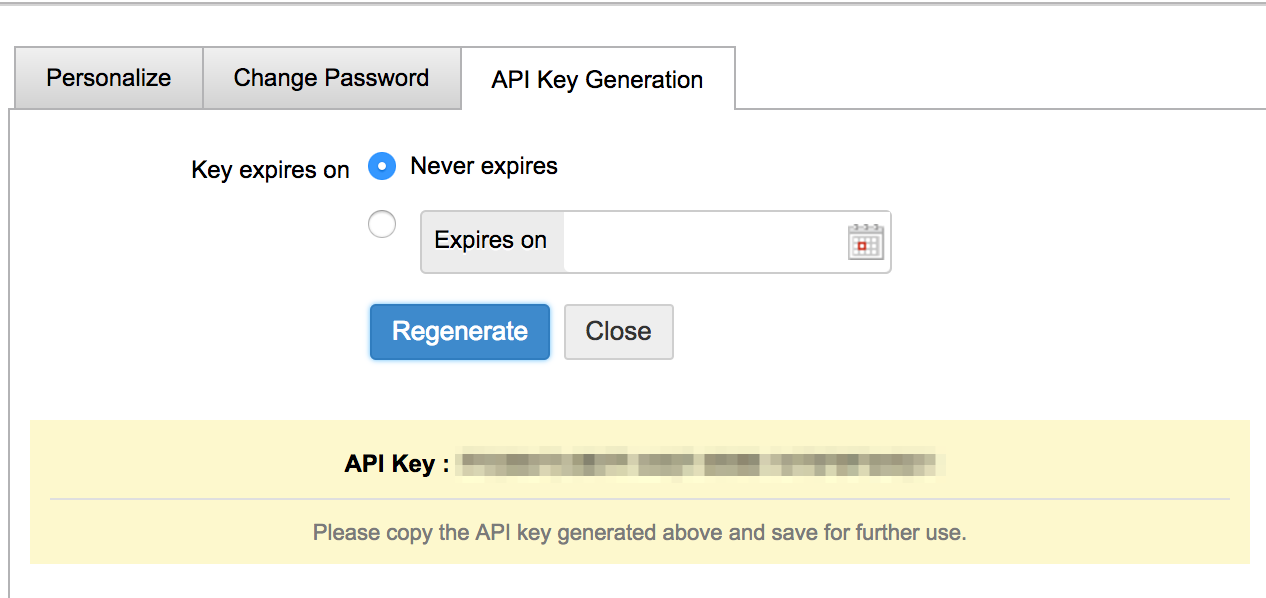 Personalize
Change Password
API Key Generation
Key expires on
Never expires
Expires on
Regenerate
Close
API Key :
Please copy the API key generated above and save for further use.